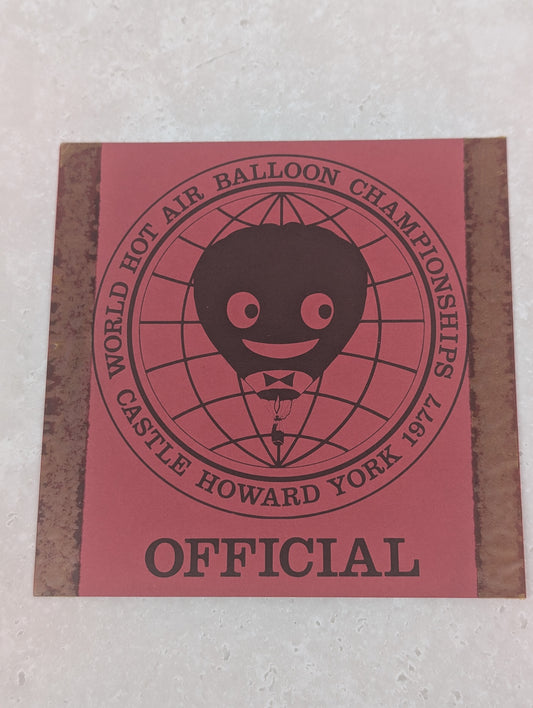 WORLD HOT AIR BALLOON CHAMPIONSHIPS
CASTLE HOWARD YORK 1977
OFFICIAL